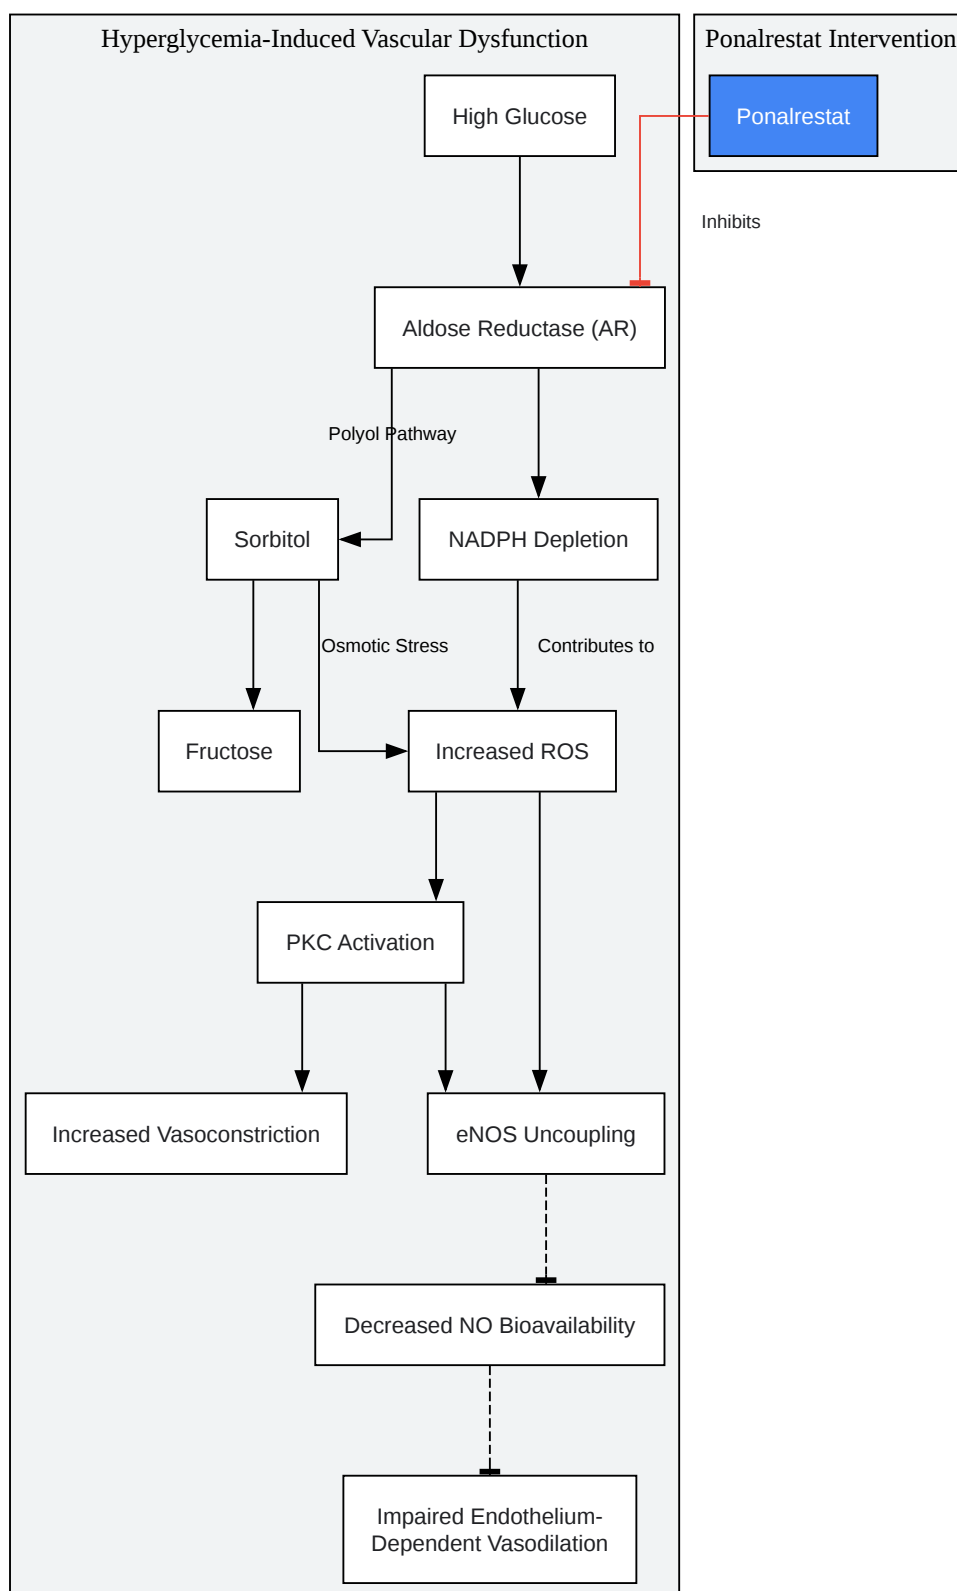 Hyperglycemia-Induced Vascular Dysfunction
Ponalrestat Intervention
High Glucose
Ponalrestat
Inhibits
Aldose Reductase (AR)
Polyol Pathway
Sorbitol
NADPH Depletion
Osmotic Stress
Contributes to
Fructose
Increased ROS
PKC Activation
Increased Vasoconstriction
eNOS Uncoupling
Decreased NO Bioavailability
Impaired Endothelium-
Dependent Vasodilation